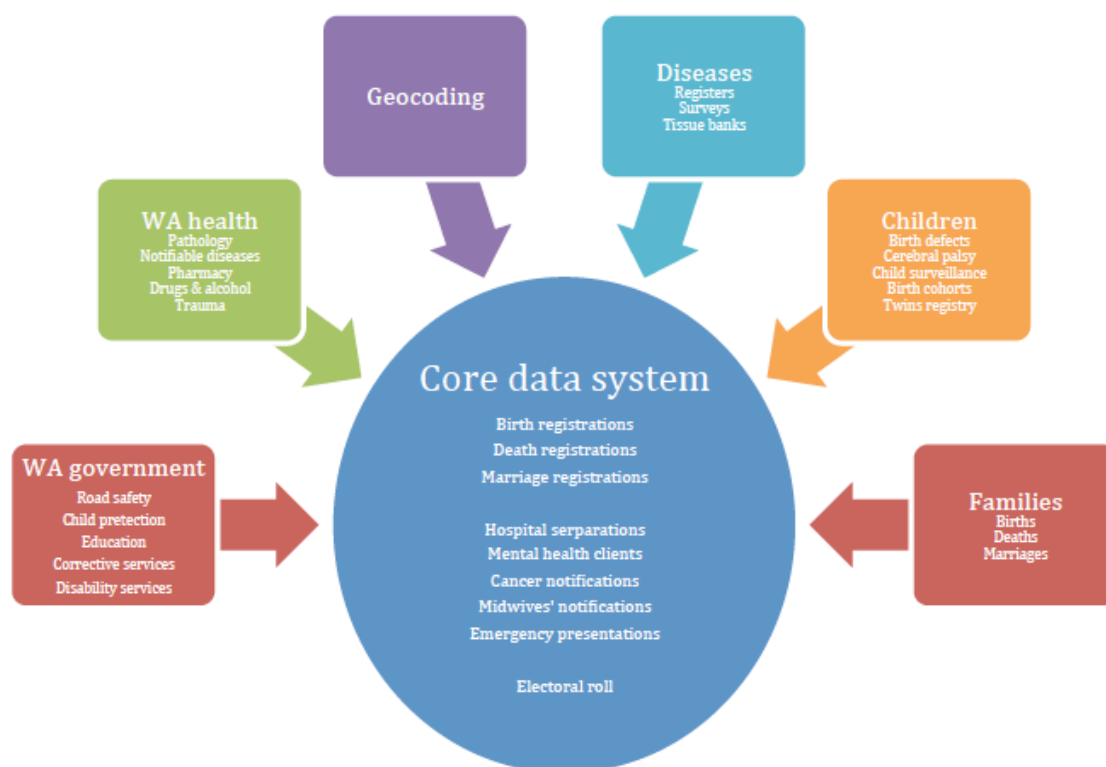 Geocoding
Diseases
Registers
Surveys
Tissue banks
WA health
Pathology
Notifiable diseases
Pharmacy
Drugs & alcohol
Trauma
Children
Birth defects
Cerebral palsy
Child surveillance
Birth cohorts
Twins registry
WA government
Road safety
Child pretection
Education
Corrective services
Disability services
Core data system
Birth registrations
Death registrations
Marriage registrations
Hospital serparations
Mental health clients
Cancer notifications
Midwives' notifications
Emergency presentations
Electoral roll
Families
Births
Deaths
Marriages